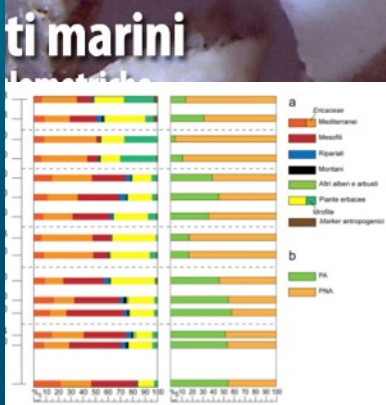 ti marini
a
Ericaceae
Mediterranei
Mesofili
Ripariali
Montani
Altri alberi e arbusti
Piante erbacee
Idrofite
Marker antropogenici
b
PA
PNA
% 0 10 20 30 40 50 60 70 80 90 100
% 0 10 20 30 40 50 60 70 80 90 100